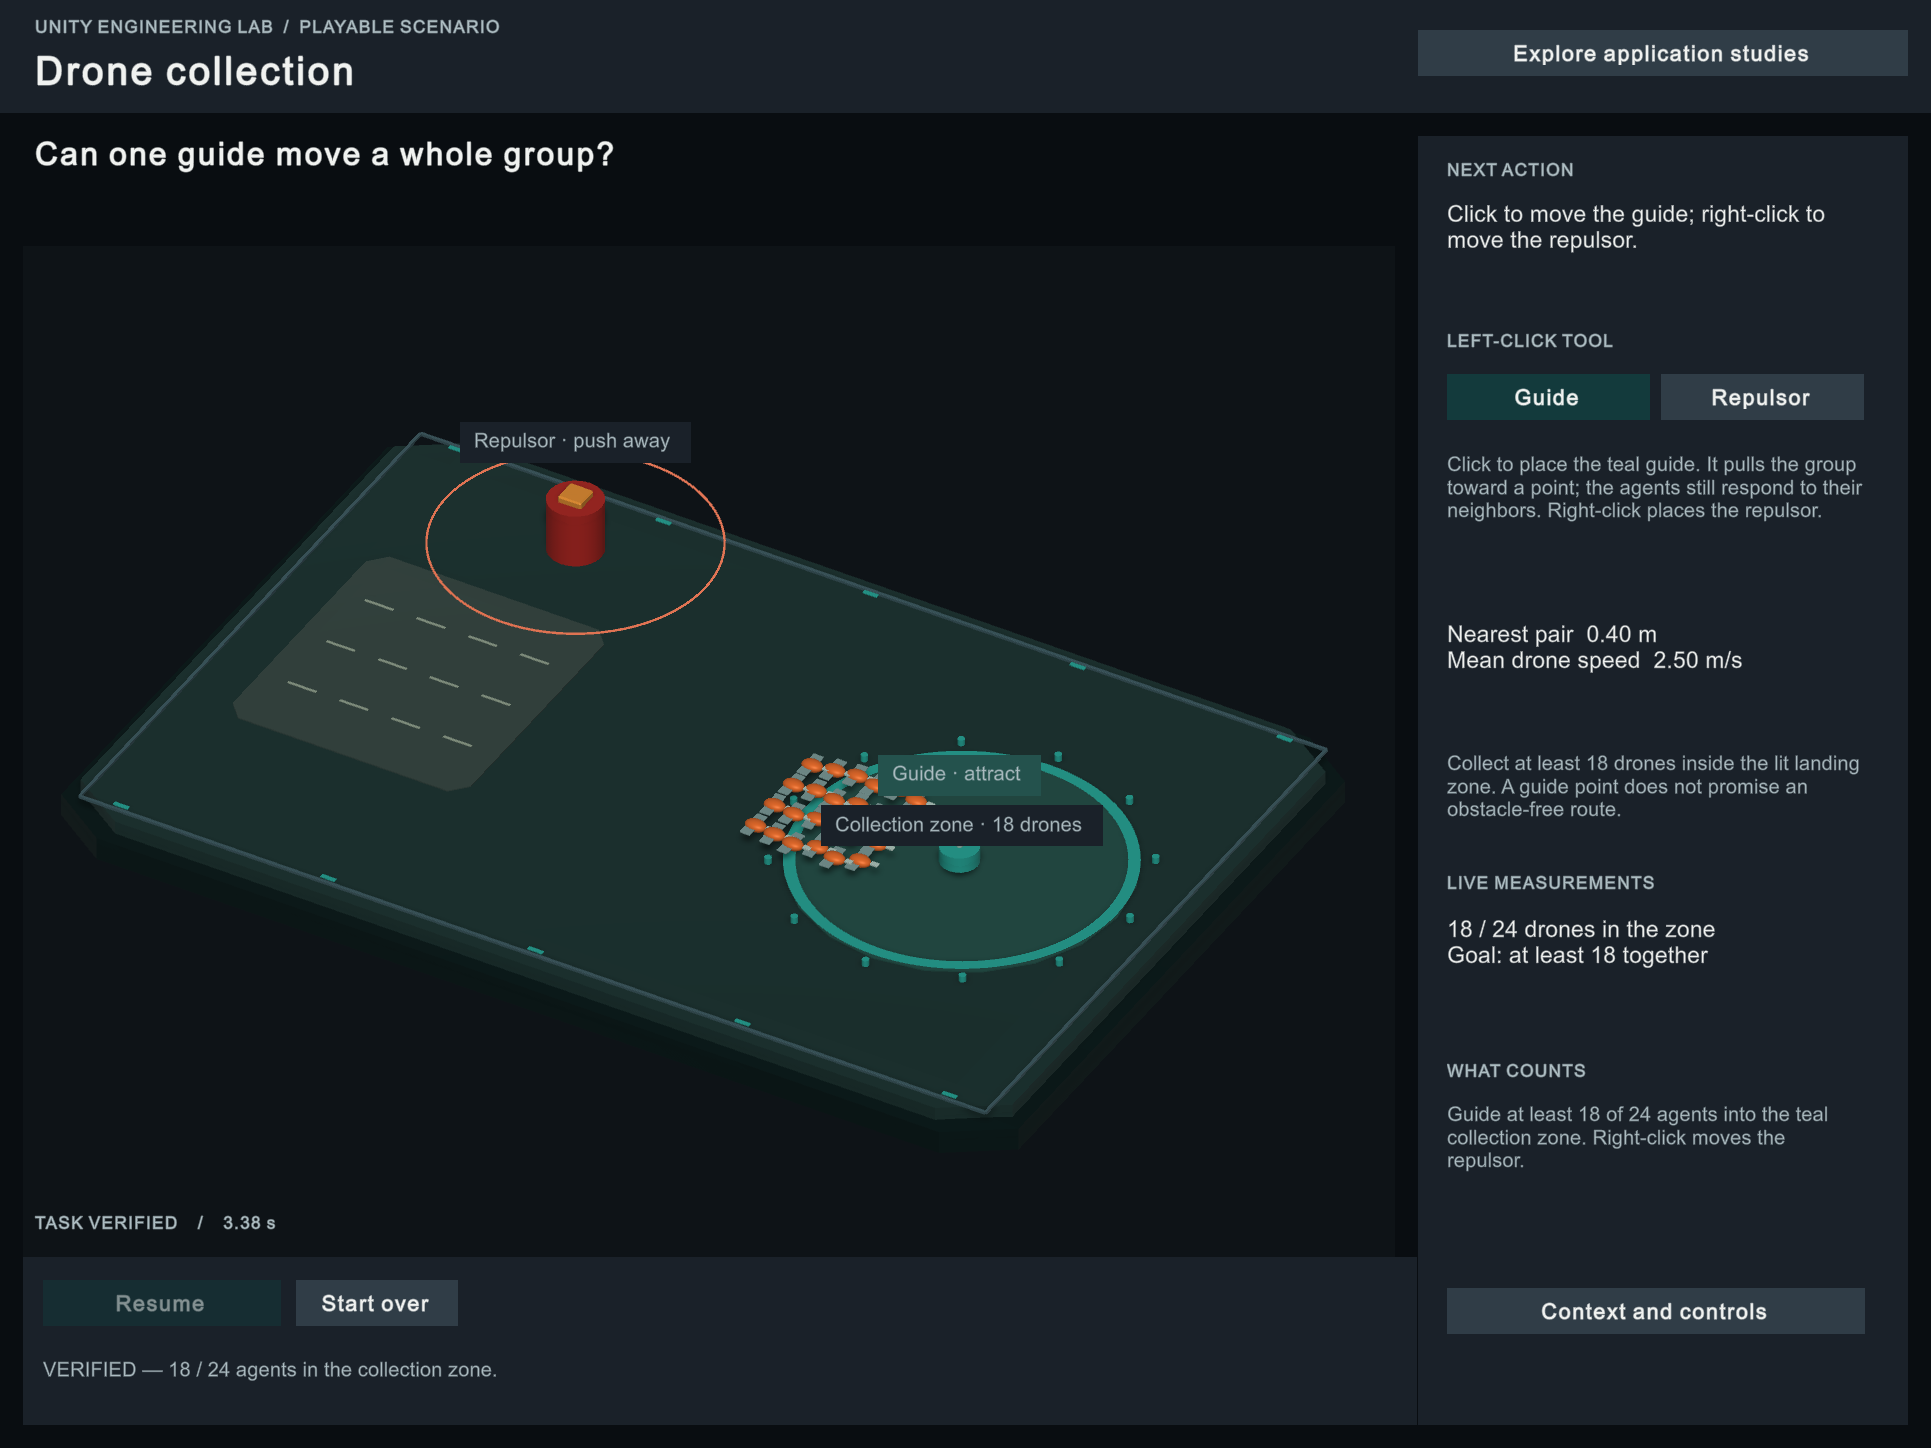 UNITY ENGINEERING LAB / PLAYABLE SCENARIO
Drone collection
Explore application studies
Can one guide move a whole group?
Repulsor · push away
Guide · attract
Collection zone · 18 drones
TASK VERIFIED / 3.38 s
Resume
Start over
VERIFIED — 18 / 24 agents in the collection zone.
NEXT ACTION
Click to move the guide; right-click to
move the repulsor.
LEFT-CLICK TOOL
Guide
Repulsor
Click to place the teal guide. It pulls the group
toward a point; the agents still respond to their
neighbors. Right-click places the repulsor.
Nearest pair 0.40 m
Mean drone speed 2.50 m/s
Collect at least 18 drones inside the lit landing
zone. A guide point does not promise an
obstacle-free route.
LIVE MEASUREMENTS
18 / 24 drones in the zone
Goal: at least 18 together
WHAT COUNTS
Guide at least 18 of 24 agents into the teal
collection zone. Right-click moves the
repulsor.
Context and controls